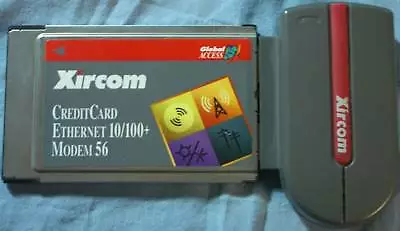 Global
ACCESS
Xircom
CREDITCARD
ETHERNET 10/100+
MODEM 56
Xircom